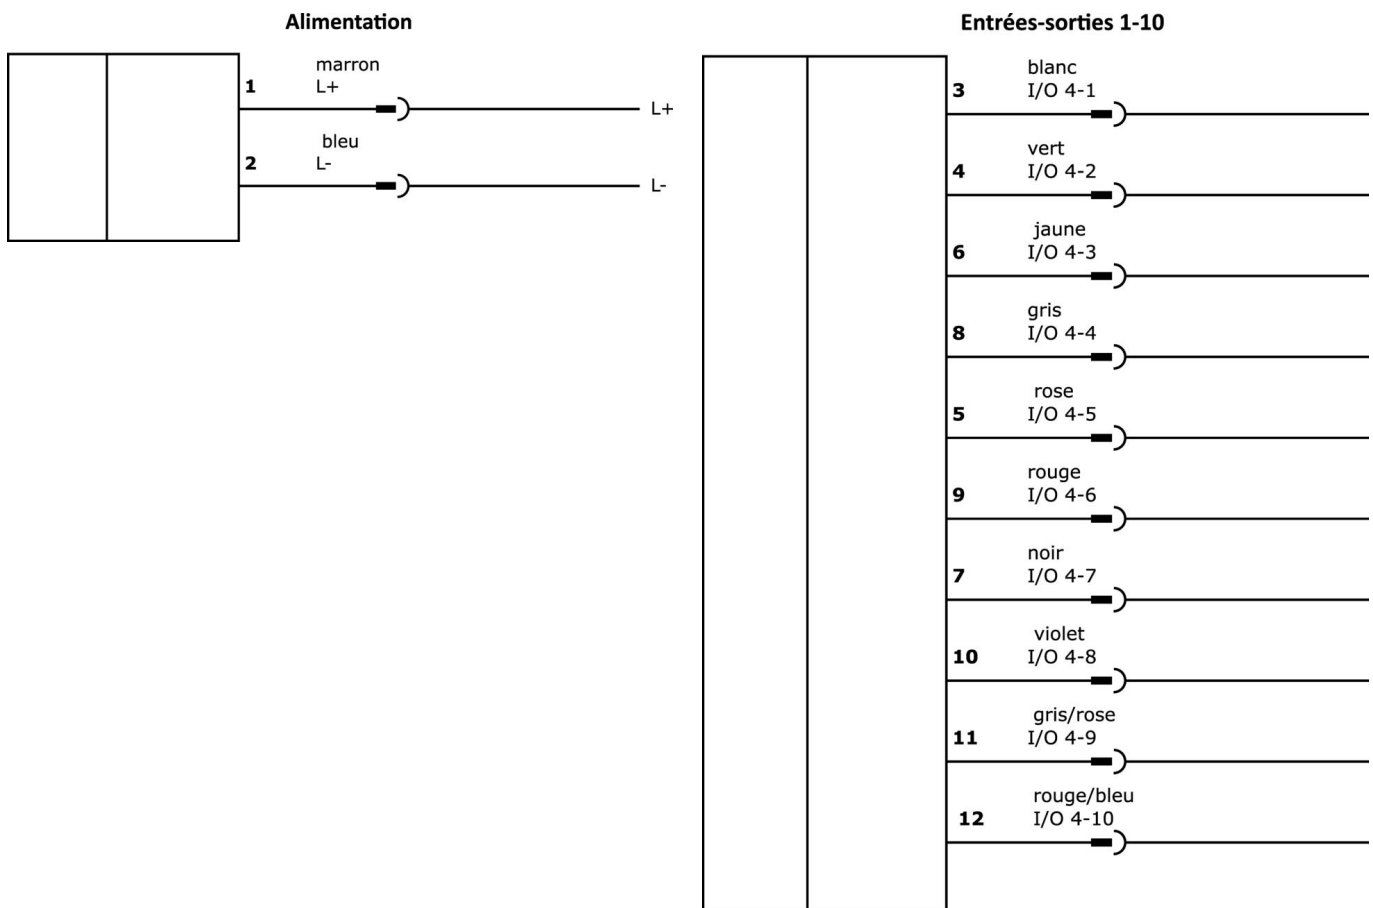 Alimentation
1
marron
L+
L+
2
bleu
L-
L-
Entrées-sorties 1-10
3
blanc
I/O 4-1
4
vert
I/O 4-2
6
jaune
I/O 4-3
8
gris
I/O 4-4
5
rose
I/O 4-5
9
rouge
I/O 4-6
7
noir
I/O 4-7
10
violet
I/O 4-8
11
gris/rose
I/O 4-9
12
rouge/bleu
I/O 4-10